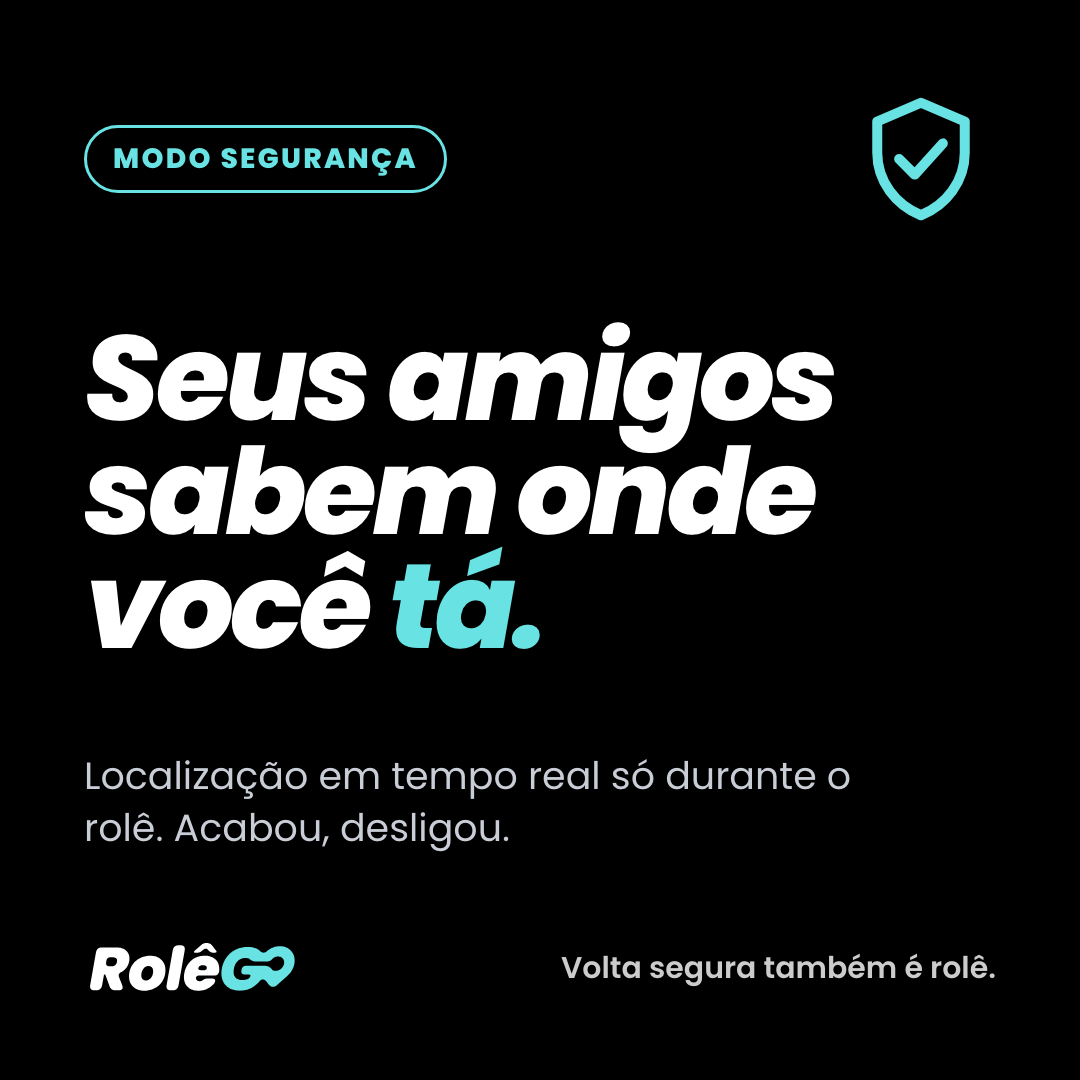 MODO SEGURANÇA
Seus amigos
sabem onde
você tá.
Localização em tempo real só durante o
rolê. Acabou, desligou.
RolêGo
Volta segura também é rolê.